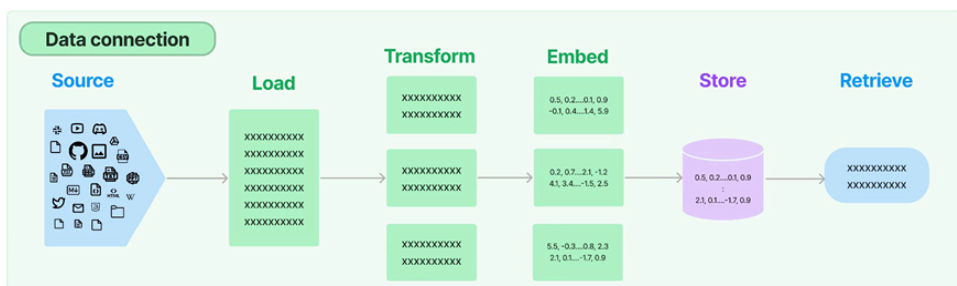 Data connection
Source
Load
Transform
Embed
Store
Retrieve
XXXXXXXXXX
XXXXXXXXXX
XXXXXXXXXX
XXXXXXXXXX
XXXXXXXXXX
XXXXXXXXXX
XXXXXXXXXX
XXXXXXXXXX
XXXXXXXXXX
XXXXXXXXXX
XXXXXXXXXX
XXXXXXXXXX
0.5, 0.2....0.1, 0.9
-0.1, 0.4....1.4, 5.9
0.2, 0.7....2.1, -1.2
4.1, 3.4....-1.5, 2.5
5.5, -0.3....0.8, 2.3
2.1, 0.1....-1.7, 0.9
0.5, 0.2....0.1, 0.9
:
2.1, 0.1....-1.7, 0.9
XXXXXXXXXX
XXXXXXXXXX
HTML
W